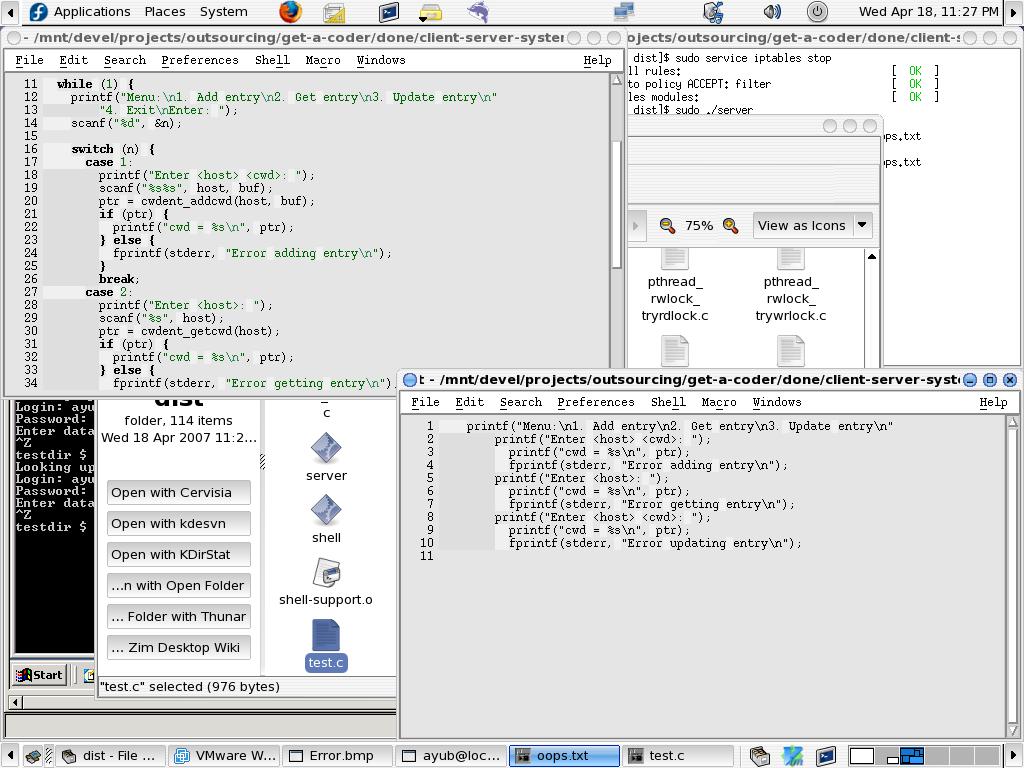 Applications Places System Wed Apr 18, 11:27 PM
- /mnt/devel/projects/outsourcing/get-a-coder/done/client-server-syster
File Edit Search Preferences Shell Macro Windows Help
11 while (1) {
12 printf("Menu:\n1. Add entry\n2. Get entry\n3. Update entry\n"
13 "4. Exit\nEnter: ");
14 scanf("%d", &n);
15
16 switch (n) {
17 case 1:
18 printf("Enter <host> <cwd>: ");
19 scanf("%s%s", host, buf);
20 ptr = cwdent_addcwd(host, buf);
21 if (ptr) {
22 printf("cwd = %s\n", ptr);
23 } else {
24 fprintf(stderr, "Error adding entry\n");
25 }
26 break;
27 case 2:
28 printf("Enter <host>: ");
29 scanf("%s", host);
30 ptr = cwdent_getcwd(host);
31 if (ptr) {
32 printf("cwd = %s\n", ptr);
33 } else {
34 fprintf(stderr, "Error getting entry\n")
ojects/outsourcing/get-a-coder/done/client-s
dist]$ sudo service iptables stop
ll rules: [ OK ]
to policy ACCEPT: filter [ OK ]
les modules: [ OK ]
dist]$ sudo ./server
ops.txt
ps.txt
75% View as Icons
pthread_
rwlock_
tryrdlock.c
pthread_
rwlock_
trywrlock.c
Login: ayu
Password:
Enter data
^Z
testdir $
Looking up
Login: ayu
Password:
Enter data
^Z
testdir $
Start
dist
folder, 114 items
Wed 18 Apr 2007 11:2...
Open with Cervisia
Open with kdesvn
Open with KDirStat
...n with Open Folder
... Folder with Thunar
... Zim Desktop Wiki
c
server
shell
shell-support.o
test.c
"test.c" selected (976 bytes)
t - /mnt/devel/projects/outsourcing/get-a-coder/done/client-server-syste
File Edit Search Preferences Shell Macro Windows Help
1 printf("Menu:\n1. Add entry\n2. Get entry\n3. Update entry\n"
2 printf("Enter <host> <cwd>: ");
3 printf("cwd = %s\n", ptr);
4 fprintf(stderr, "Error adding entry\n");
5 printf("Enter <host>: ");
6 printf("cwd = %s\n", ptr);
7 fprintf(stderr, "Error getting entry\n");
8 printf("Enter <host> <cwd>: ");
9 printf("cwd = %s\n", ptr);
10 fprintf(stderr, "Error updating entry\n");
11
dist - File ... VMware W... Error.bmp ayub@loc... oops.txt test.c